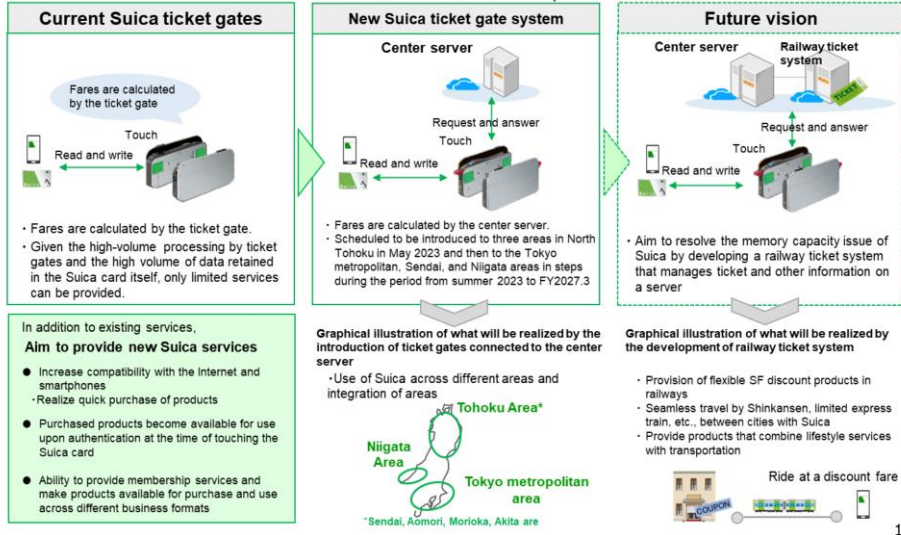 Current Suica ticket gates
Fares are calculated
by the ticket gate
Touch
Read and write
・Fares are calculated by the ticket gate.
・Given the high-volume processing by ticket
gates and the high volume of data retained
in the Suica card itself, only limited services
can be provided.
New Suica ticket gate system
Center server
Request and answer
Touch
Read and write
・Fares are calculated by the center server.
・Scheduled to be introduced to three areas in North
Tohoku in May 2023 and then to the Tokyo
metropolitan, Sendai, and Niigata areas in steps
during the period from summer 2023 to FY2027.3
Future vision
Center server
Railway ticket
system
TICKET
Request and answer
Touch
Read and write
・Aim to resolve the memory capacity issue of
Suica by developing a railway ticket system
that manages ticket and other information on
a server
In addition to existing services,
Aim to provide new Suica services
● Increase compatibility with the Internet and
smartphones
・Realize quick purchase of products
● Purchased products become available for use
upon authentication at the time of touching the
Suica card
● Ability to provide membership services and
make products available for purchase and use
across different business formats
Graphical illustration of what will be realized by the
introduction of ticket gates connected to the center
server
・Use of Suica across different areas and
integration of areas
Tohoku Area*
Niigata
Area
Tokyo metropolitan
area
*Sendai, Aomori, Morioka, Akita are
Graphical illustration of what will be realized by
the development of railway ticket system
・Provision of flexible SF discount products in
railways
・Seamless travel by Shinkansen, limited express
train, etc., between cities with Suica
・Provide products that combine lifestyle services
with transportation
Ride at a discount fare
COUPON
1